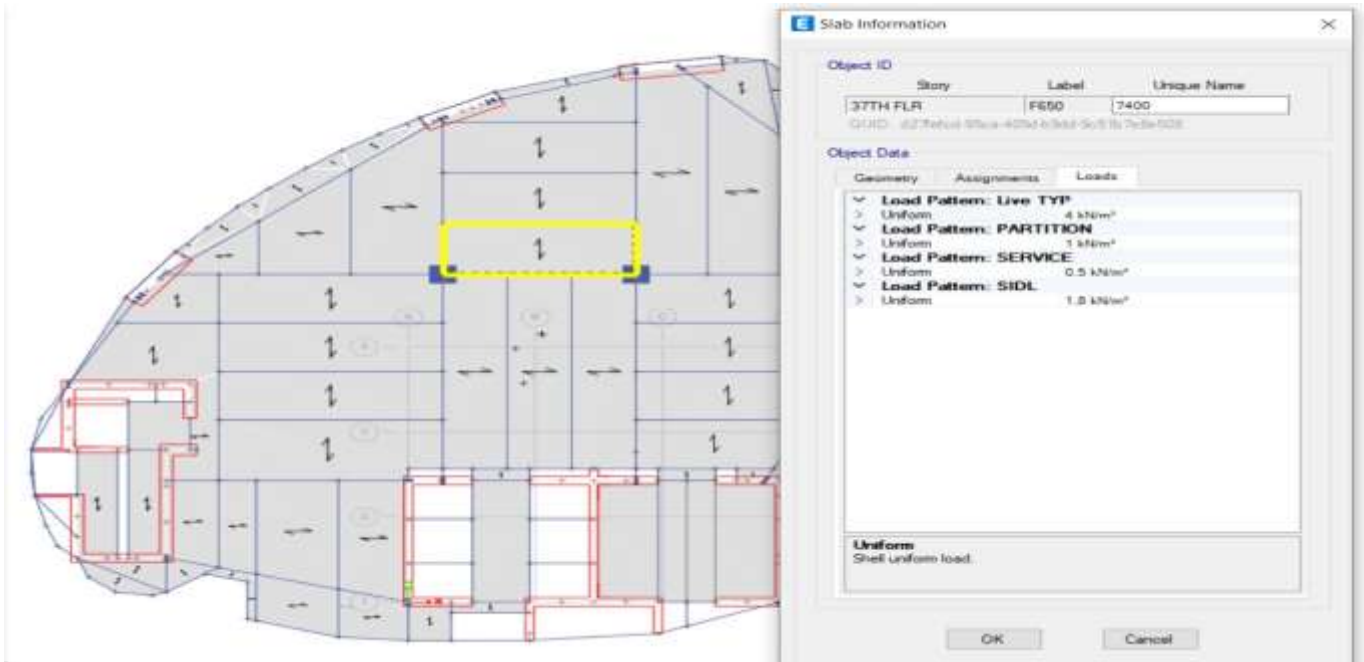 E Slab Information
Object ID
Story Label Unique Name
37TH FLR F650 7400
GUID:
Object Data
Geometry Assignments Loads
Load Pattern: Live TYP
Uniform 4 kN/m²
Load Pattern: PARTITION
Uniform 1 kN/m²
Load Pattern: SERVICE
Uniform 0.5 kN/m²
Load Pattern: SIDL
Uniform 1.8 kN/m²
Uniform
Shell uniform load.
OK Cancel